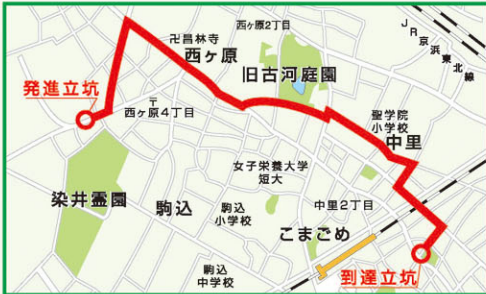 西ヶ原2丁目
JR京浜東北線
卍昌林寺
西ヶ原
旧古河庭園
発進立坑
〒
西ヶ原4丁目
聖学院
小学校
中里
女子栄養大学
短大
染井霊園
駒込
駒込
小学校
中里2丁目
こまごめ
駒込
中学校
到達立坑